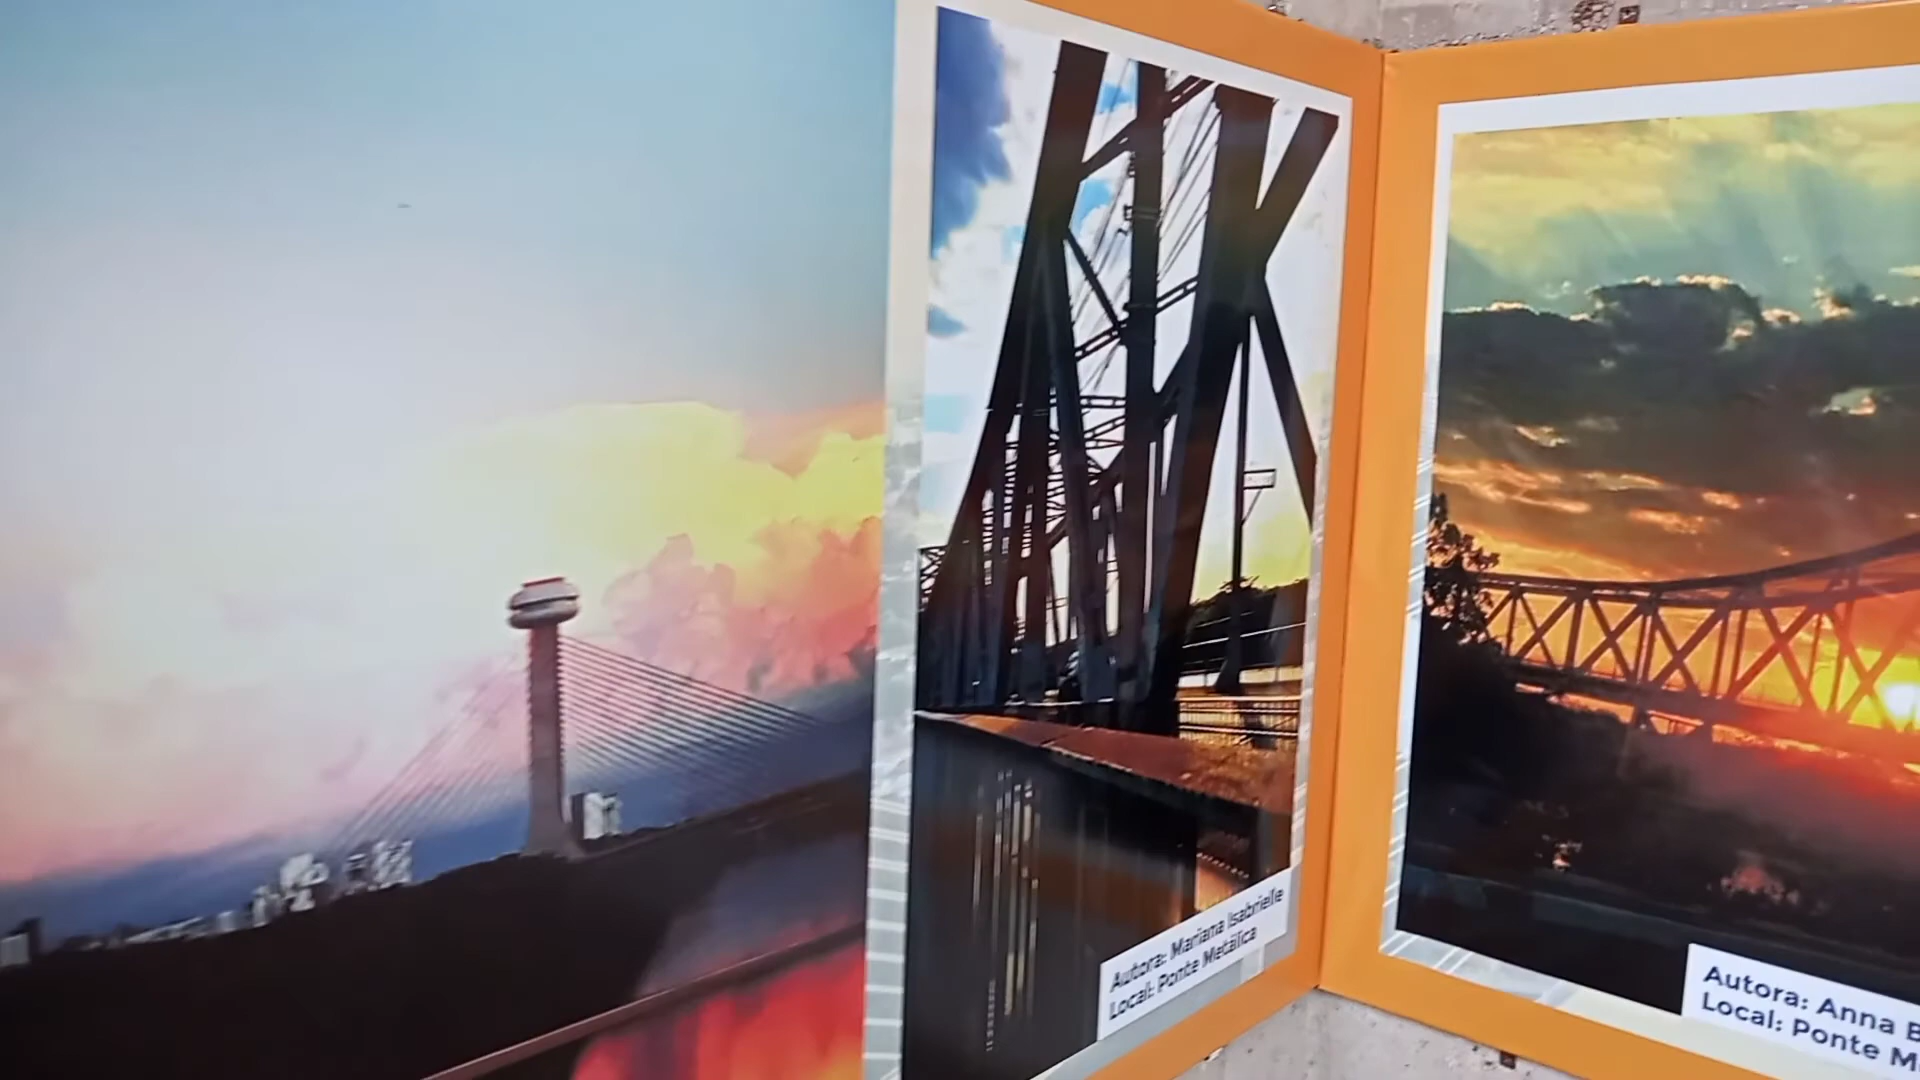 Autora: Mariana Isabrielle
Local: Ponte Metálica
Autora: Anna B
Local: Ponte M